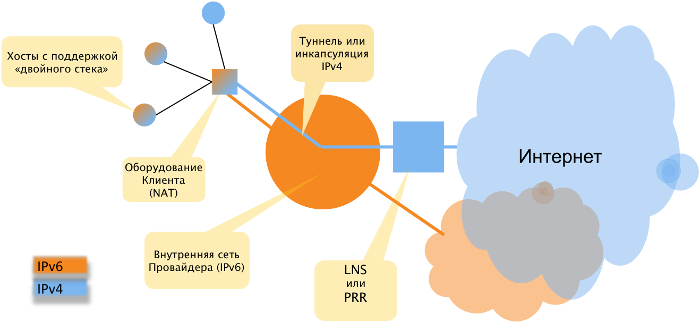 Хосты с поддержкой
«двойного стека»
Туннель или
инкапсуляция
IPv4
Интернет
Оборудование
Клиента
(NAT)
Внутренняя сеть
Провайдера (IPv6)
LNS
или
PRR
IPv6
IPv4